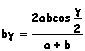 bγ = 2abcos γ/2 / a + b